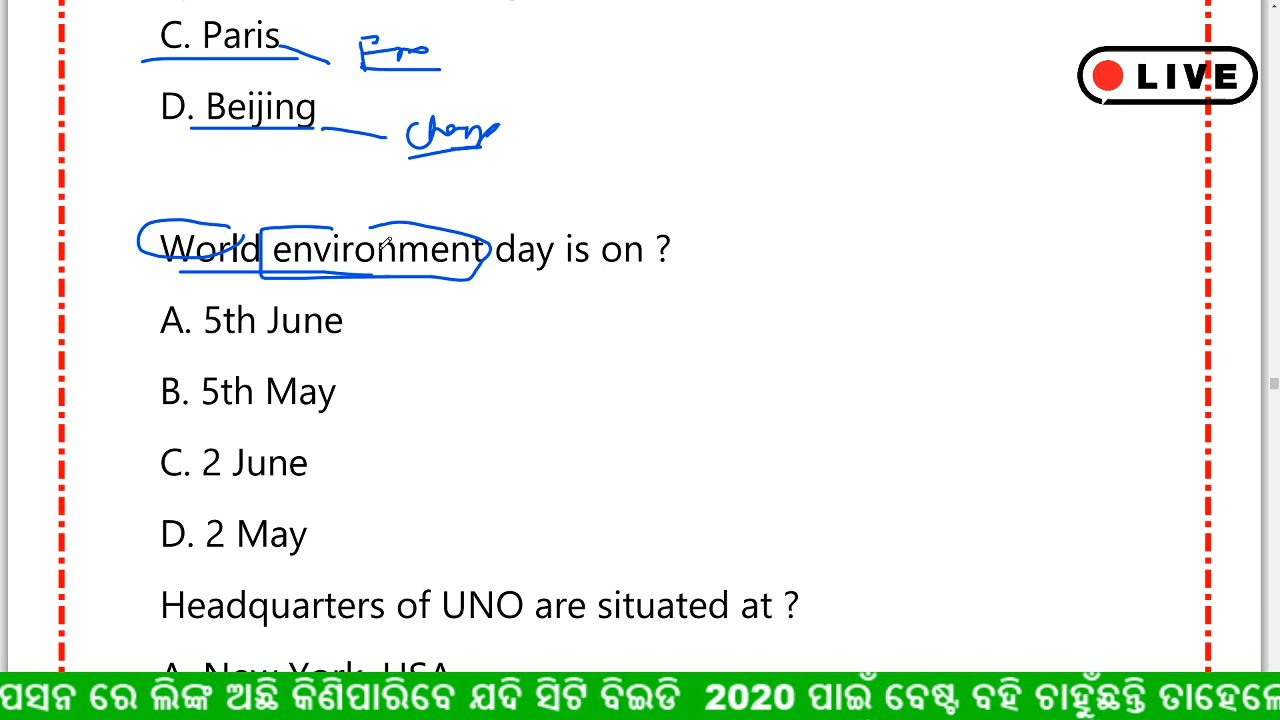 C. Paris
LIVE
D. Beijing
World environment day is on ?
A. 5th June
B. 5th May
C. 2 June
D. 2 May
Headquarters of UNO are situated at ?
A. New York, USA
ପସନ ରେ ଲିଙ୍କ ଅଛି କିଣିପାରିବେ ଯଦି ସିଟି ବିଇଡି 2020 ପାଇଁ ବେଷ୍ଟ ବହି ଚାହୁଁଛନ୍ତି ତାହେଲେ